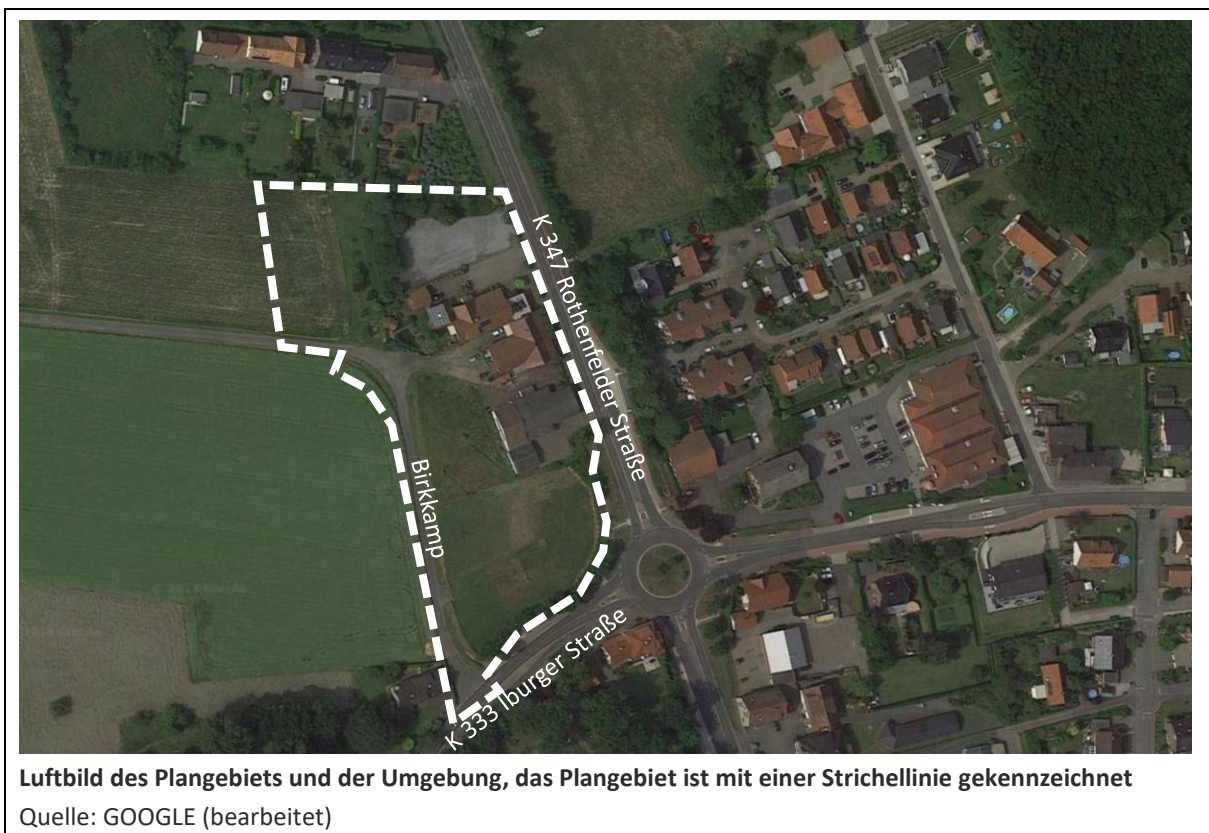 K 347 Rothenfelder Straße
Birkkamp
K 333 Iburger Straße
Luftbild des Plangebiets und der Umgebung, das Plangebiet ist mit einer Strichellinie gekennzeichnet
Quelle: GOOGLE (bearbeitet)